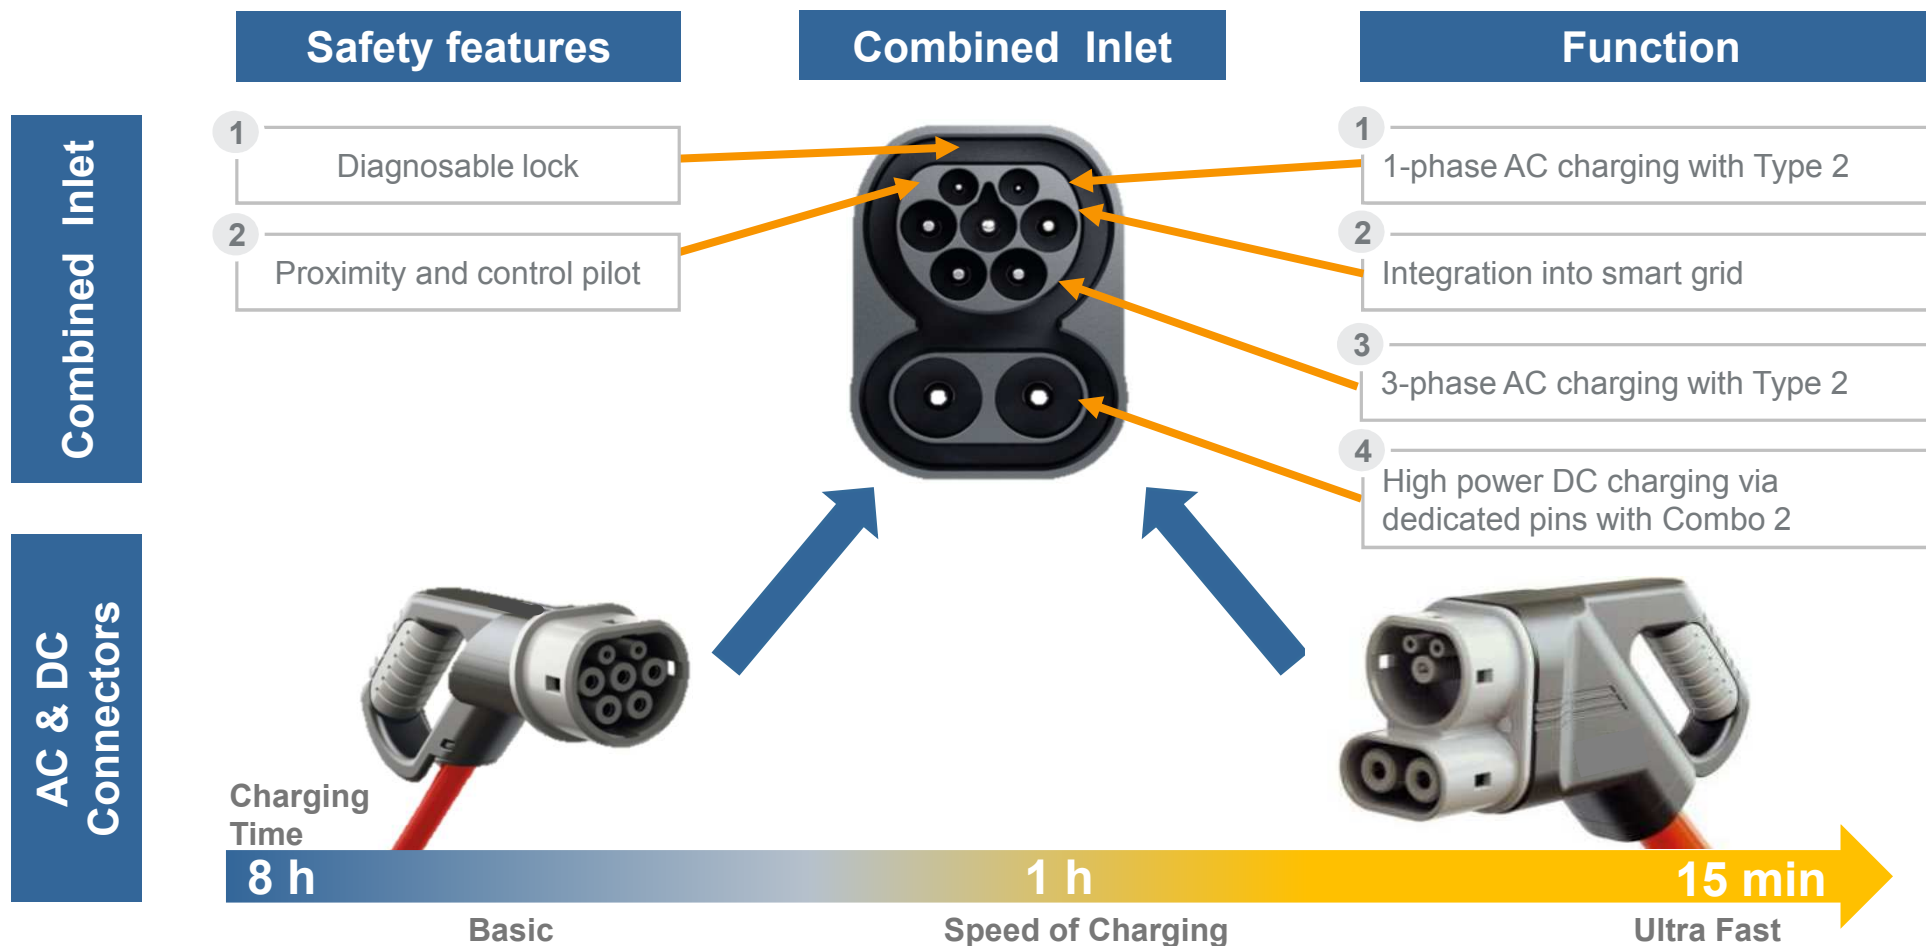 Safety features
Combined Inlet
Function
Combined Inlet
1
Diagnosable lock
2
Proximity and control pilot
1
1-phase AC charging with Type 2
2
Integration into smart grid
3
3-phase AC charging with Type 2
4
High power DC charging via
dedicated pins with Combo 2
AC & DC
Connectors
Charging
Time
8 h
1 h
15 min
Basic
Speed of Charging
Ultra Fast